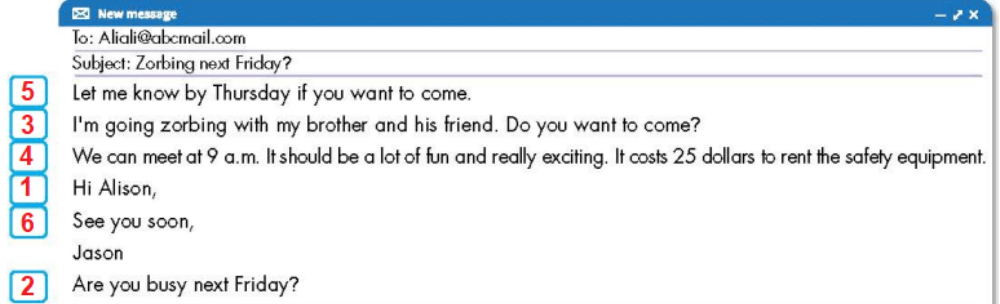 New message
To: Aliali@abcmail.com
Subject: Zorbing next Friday?
5 Let me know by Thursday if you want to come.
3 I'm going zorbing with my brother and his friend. Do you want to come?
4 We can meet at 9 a.m. It should be a lot of fun and really exciting. It costs 25 dollars to rent the safety equipment.
1 Hi Alison,
6 See you soon,
Jason
2 Are you busy next Friday?